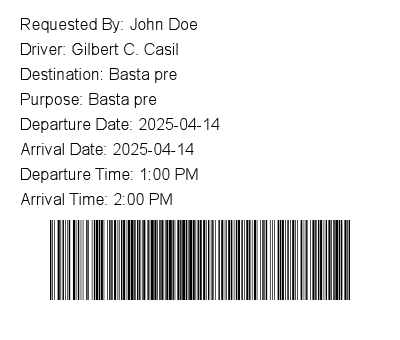 Requested By: John Doe
Driver: Gilbert C. Casil
Destination: Basta pre
Purpose: Basta pre
Departure Date: 2025-04-14
Arrival Date: 2025-04-14
Departure Time: 1:00 PM
Arrival Time: 2:00 PM